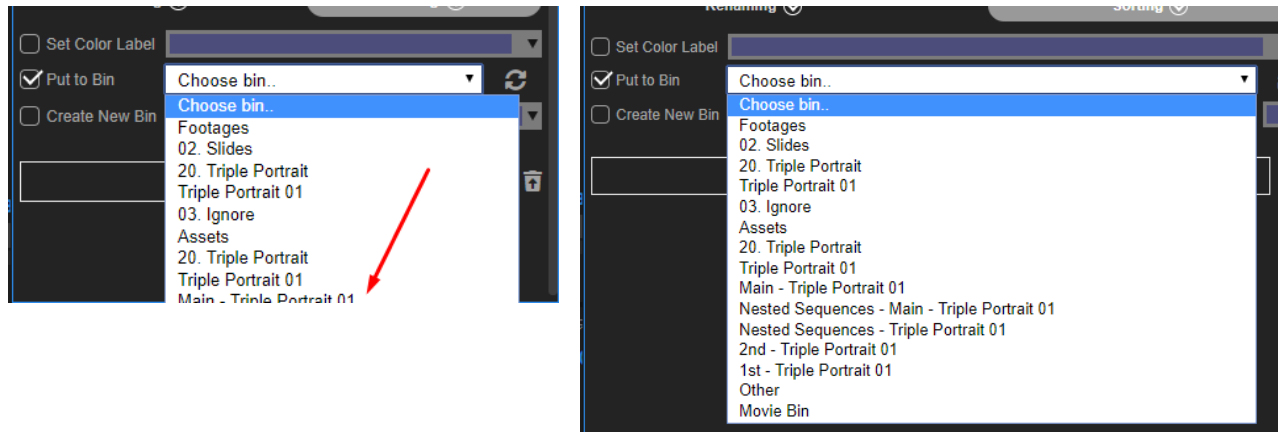 Set Color Label
Put to Bin
Choose bin..
Create New Bin
Choose bin..
Footages
02. Slides
20. Triple Portrait
Triple Portrait 01
03. Ignore
Assets
20. Triple Portrait
Triple Portrait 01
Main - Triple Portrait 01
Renaming
Sorting
Set Color Label
Put to Bin
Choose bin..
Create New Bin
Choose bin..
Footages
02. Slides
20. Triple Portrait
Triple Portrait 01
03. Ignore
Assets
20. Triple Portrait
Triple Portrait 01
Main - Triple Portrait 01
Nested Sequences - Main - Triple Portrait 01
Nested Sequences - Triple Portrait 01
2nd - Triple Portrait 01
1st - Triple Portrait 01
Other
Movie Bin